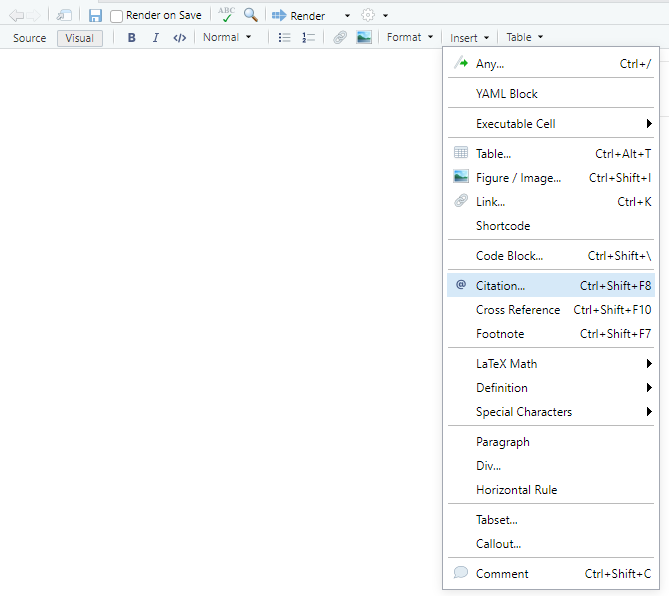 Render on Save ABC Render
Source Visual B I </> Normal Format Insert Table
Any... Ctrl+/
YAML Block
Executable Cell
Table... Ctrl+Alt+T
Figure / Image... Ctrl+Shift+I
Link... Ctrl+K
Shortcode
Code Block... Ctrl+Shift+\
@ Citation... Ctrl+Shift+F8
Cross Reference Ctrl+Shift+F10
Footnote Ctrl+Shift+F7
LaTeX Math
Definition
Special Characters
Paragraph
Div...
Horizontal Rule
Tabset...
Callout...
Comment Ctrl+Shift+C